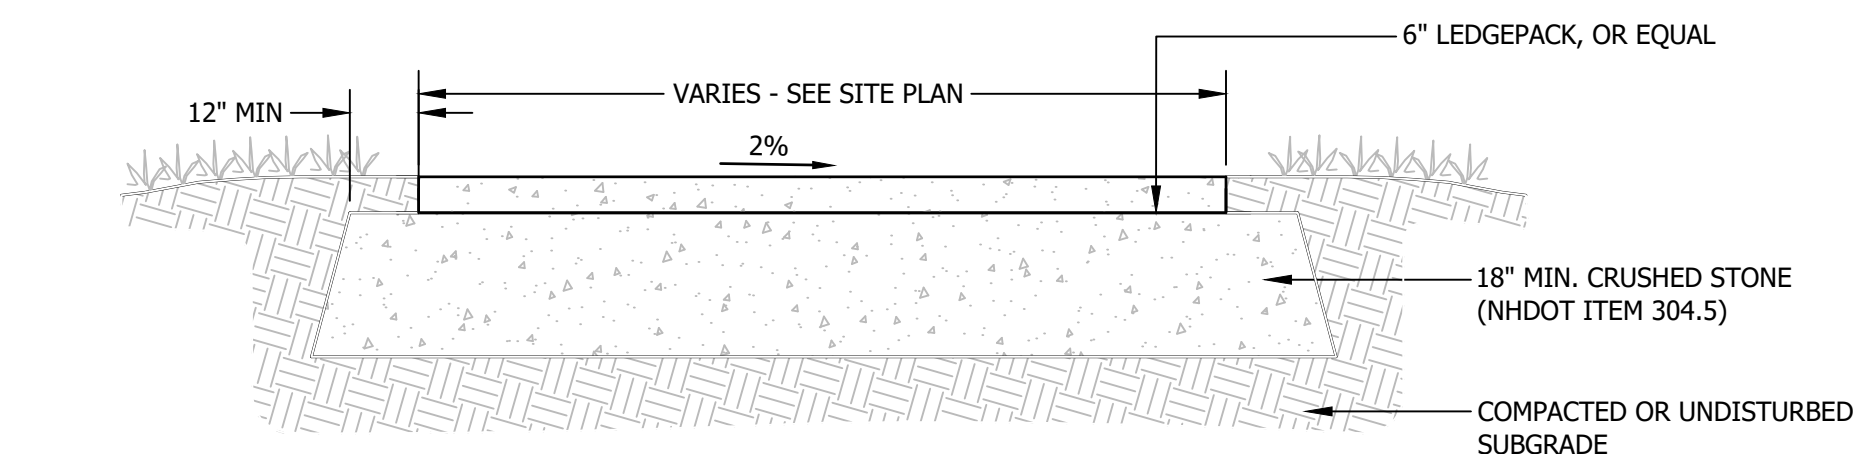 6" LEDGEPACK, OR EQUAL
VARIES - SEE SITE PLAN
12" MIN
2%
18" MIN. CRUSHED STONE
(NHDOT ITEM 304.5)
COMPACTED OR UNDISTURBED
SUBGRADE